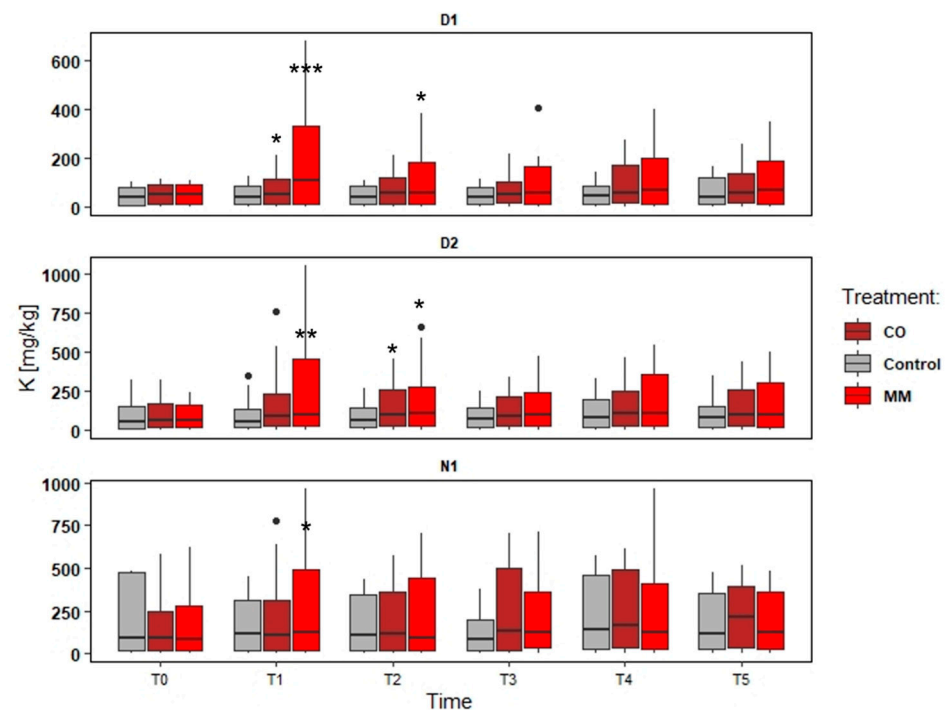 D1
600
***
*
400
*
200
0
D2
K [mg/kg]
1000
750
500
**
*
*
250
0
Treatment:
CO
Control
MM
N1
1000
750
*
500
250
0
T0 T1 T2 T3 T4 T5
Time